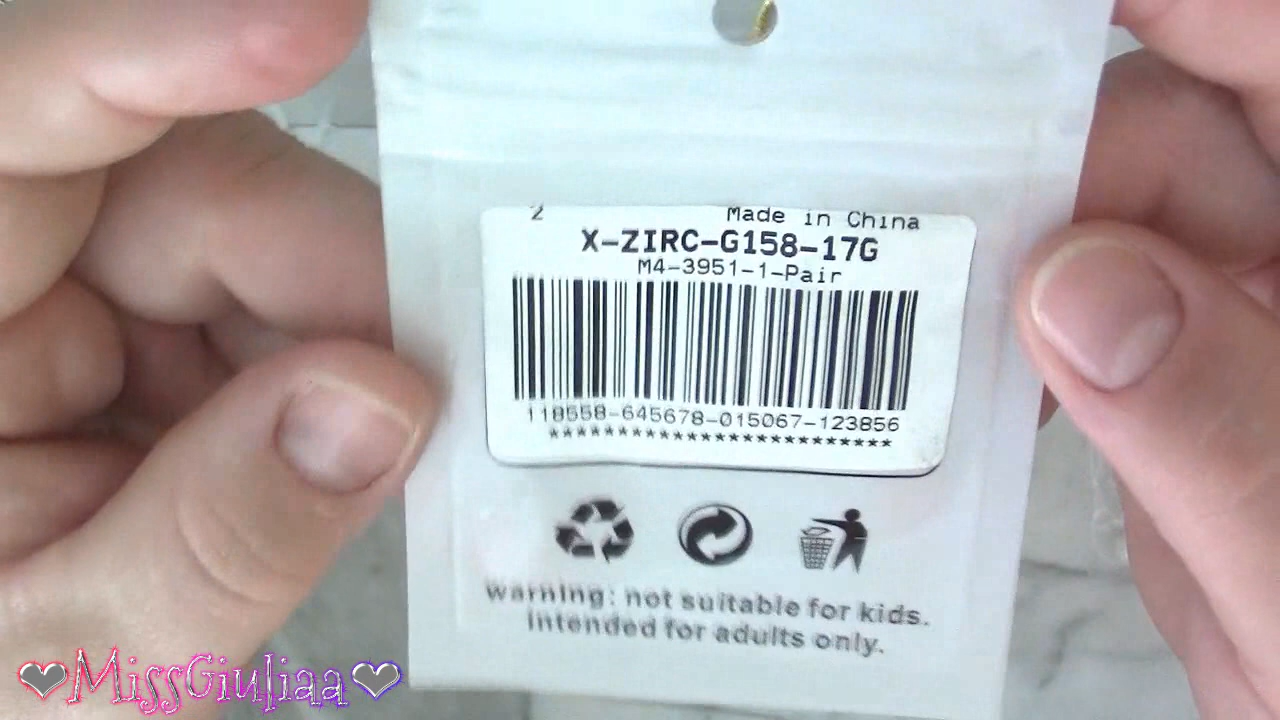 2 Made in China
X-ZIRC-G158-17G
M4-3951-1-Pair
118558-645678-015067-123856
*************************
warning: not suitable for kids.
Intended for adults only.
❤MissGiuliaa❤